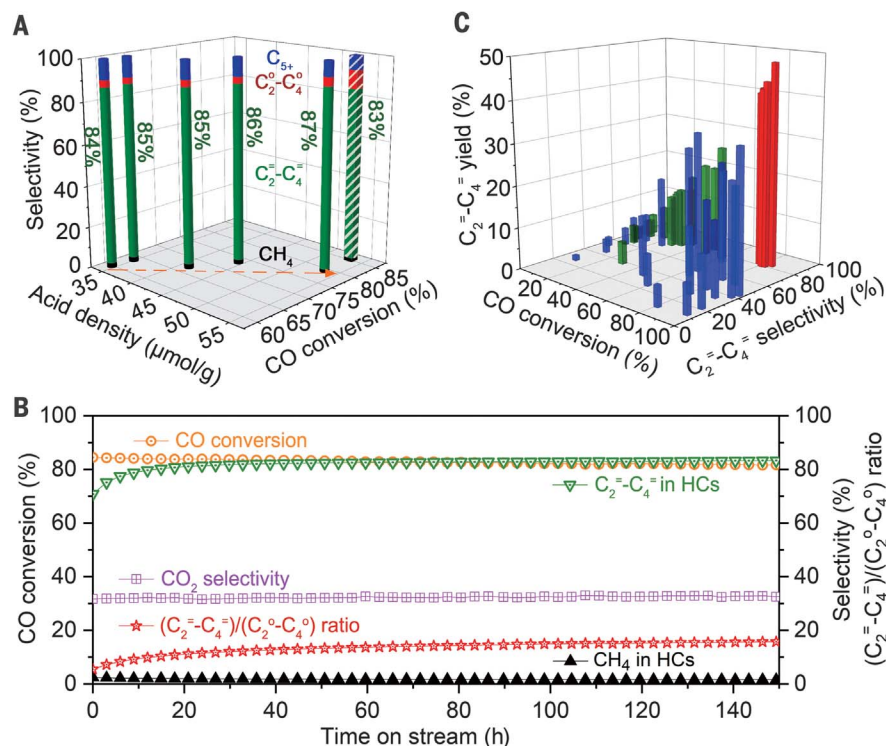 A
Selectivity (%)
100
80
60
40
20
0
C₅₊
C₂º-C₄º
C₂⁼-C₄⁼
CH₄
84%
85%
85%
86%
87%
83%
35
40
45
50
55
Acid density (μmol/g)
60
65
70
75
80
85
CO conversion (%)
C
C₂⁼-C₄⁼ yield (%)
50
40
30
20
10
0
20
40
60
80
100
CO conversion (%)
0
20
40
60
80
100
C₂⁼-C₄⁼ selectivity (%)
B
CO conversion (%)
100
80
60
40
20
0
CO conversion
C₂⁼-C₄⁼ in HCs
CO₂ selectivity
(C₂⁼-C₄⁼)/(C₂º-C₄º) ratio
CH₄ in HCs
0
20
40
60
80
100
120
140
Time on stream (h)
100
80
60
40
20
0
Selectivity (%)
(C₂⁼-C₄⁼)/(C₂º-C₄º) ratio